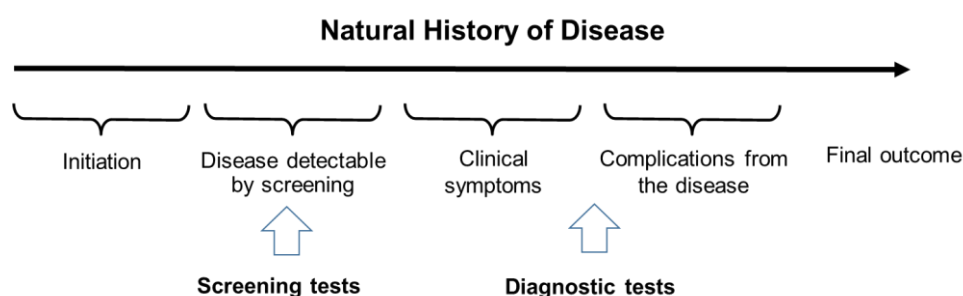 Natural History of Disease
Initiation
Disease detectable
by screening
Clinical
symptoms
Complications from
the disease
Final outcome
Screening tests
Diagnostic tests